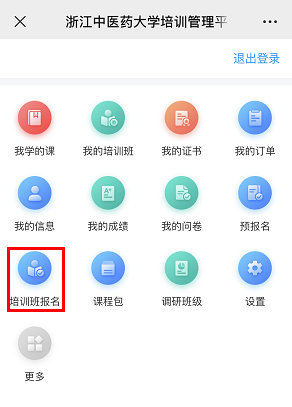 浙江中医药大学培训管理平
退出登录
我学的课 我的培训班 我的证书 我的订单
我的信息 我的成绩 我的问卷 预报名
培训班报名 课程包 调研班级 设置
更多